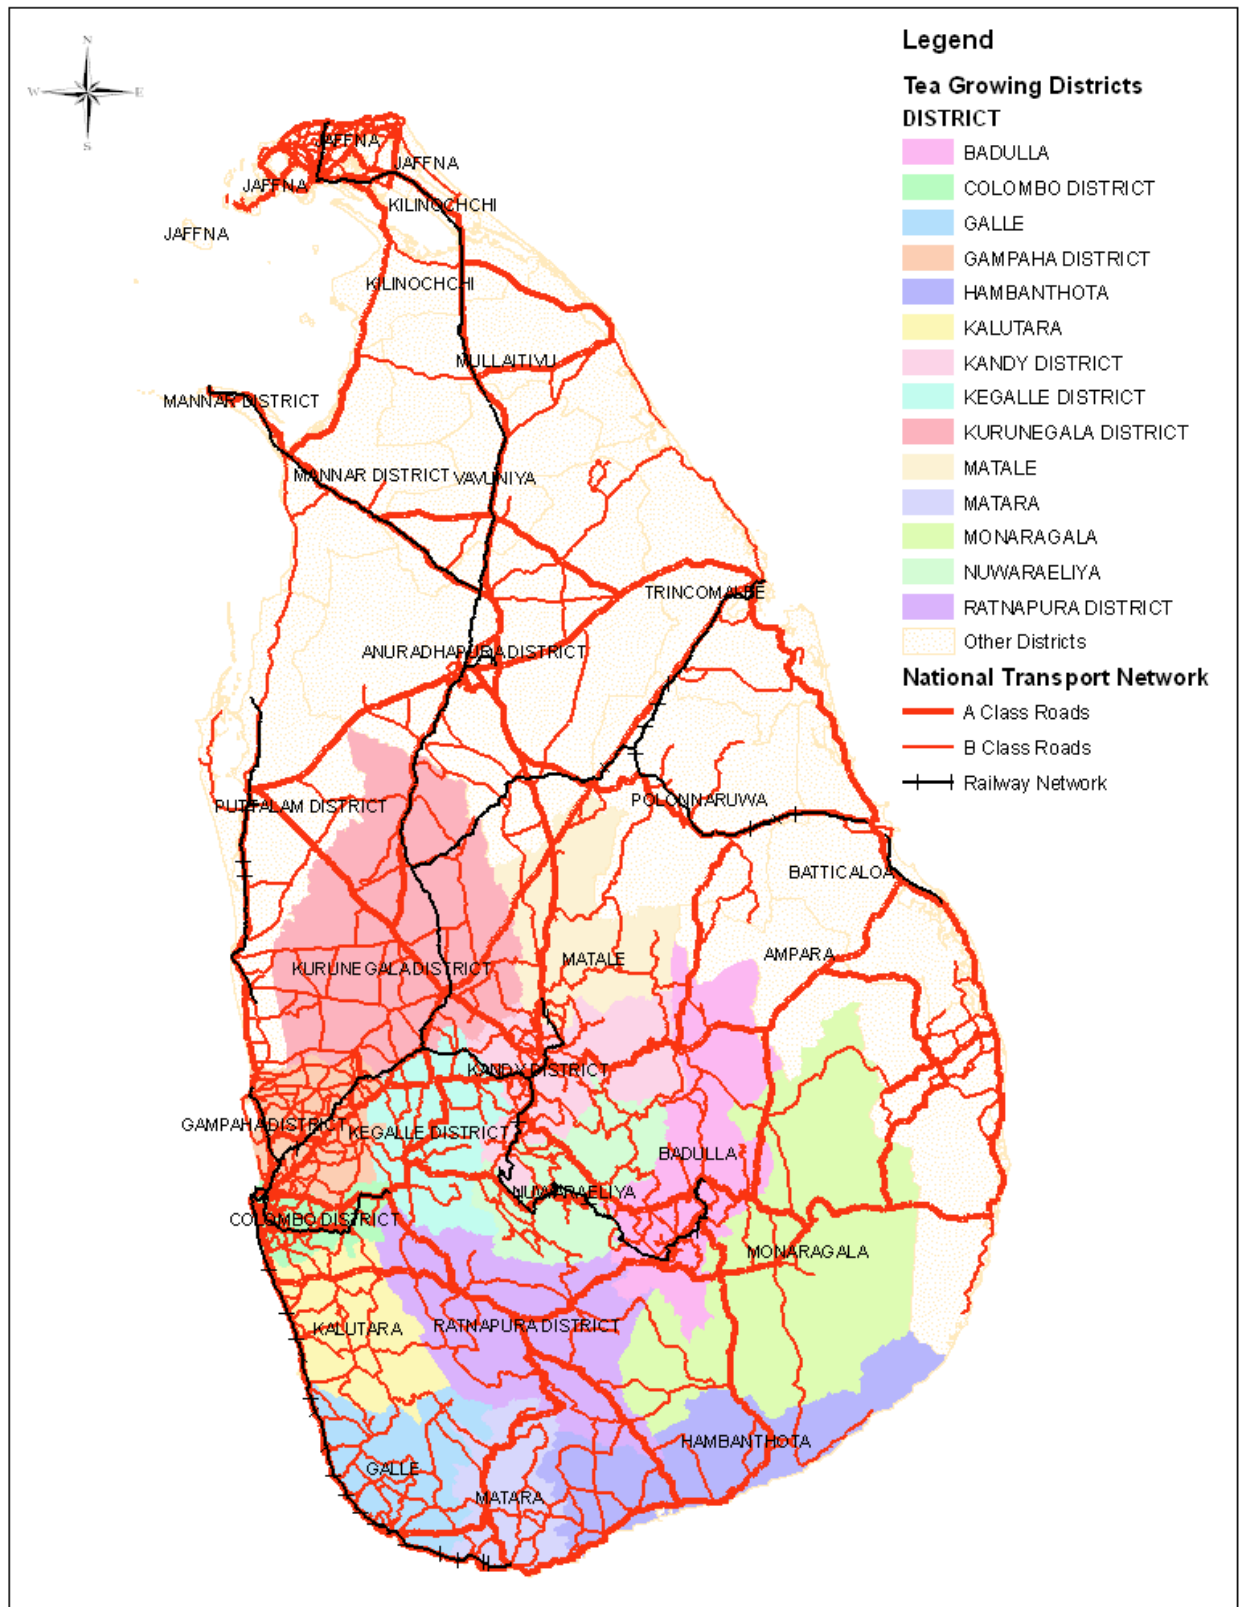 N
W E
S
Legend
Tea Growing Districts
DISTRICT
BADULLA
COLOMBO DISTRICT
GALLE
GAMPAHA DISTRICT
HAMBANTHOTA
KALUTARA
KANDY DISTRICT
KEGALLE DISTRICT
KURUNEGALA DISTRICT
MATALE
MATARA
MONARAGALA
NUWARAELIYA
RATNAPURA DISTRICT
Other Districts
National Transport Network
A Class Roads
B Class Roads
Railway Network
JAFFNA
JAFFNA
JAFFNA
KILINOCHCHI
JAFFNA
KILINOCHCHI
MULLAITIVU
MANNAR DISTRICT
MANNAR DISTRICT
VAVUNIYA
TRINCOMALEE
ANURADHAPURA DISTRICT
PUTTALAM DISTRICT
POLONNARUWA
BATTICALOA
KURUNEGALA DISTRICT
MATALE
AMPARA
KANDY DISTRICT
GAMPAHA DISTRICT
KEGALLE DISTRICT
BADULLA
NUWARAELIYA
COLOMBO DISTRICT
MONARAGALA
KALUTARA
RATNAPURA DISTRICT
HAMBANTHOTA
GALLE
MATARA